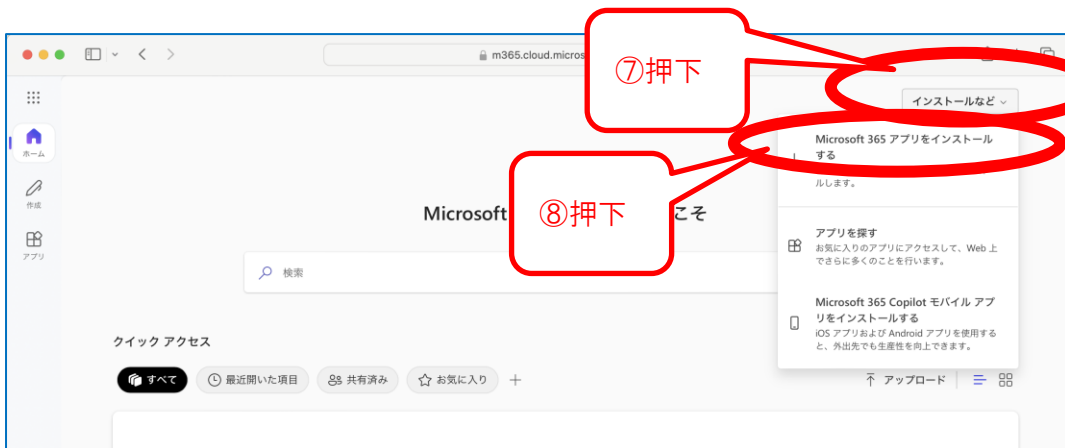 ⑦押下
m365.cloud.micros
インストールなど
Microsoft 365 アプリをインストール
する
ルします。
ホーム
作成
アプリ
⑧押下
Microsoft
こそ
検索
アプリを探す
お気に入りのアプリにアクセスして、Web 上
でさらに多くのことを行います。
Microsoft 365 Copilot モバイル アプ
リをインストールする
iOS アプリおよび Android アプリを使用する
と、外出先でも生産性を向上できます。
クイック アクセス
すべて
最近開いた項目
共有済み
お気に入り
アップロード